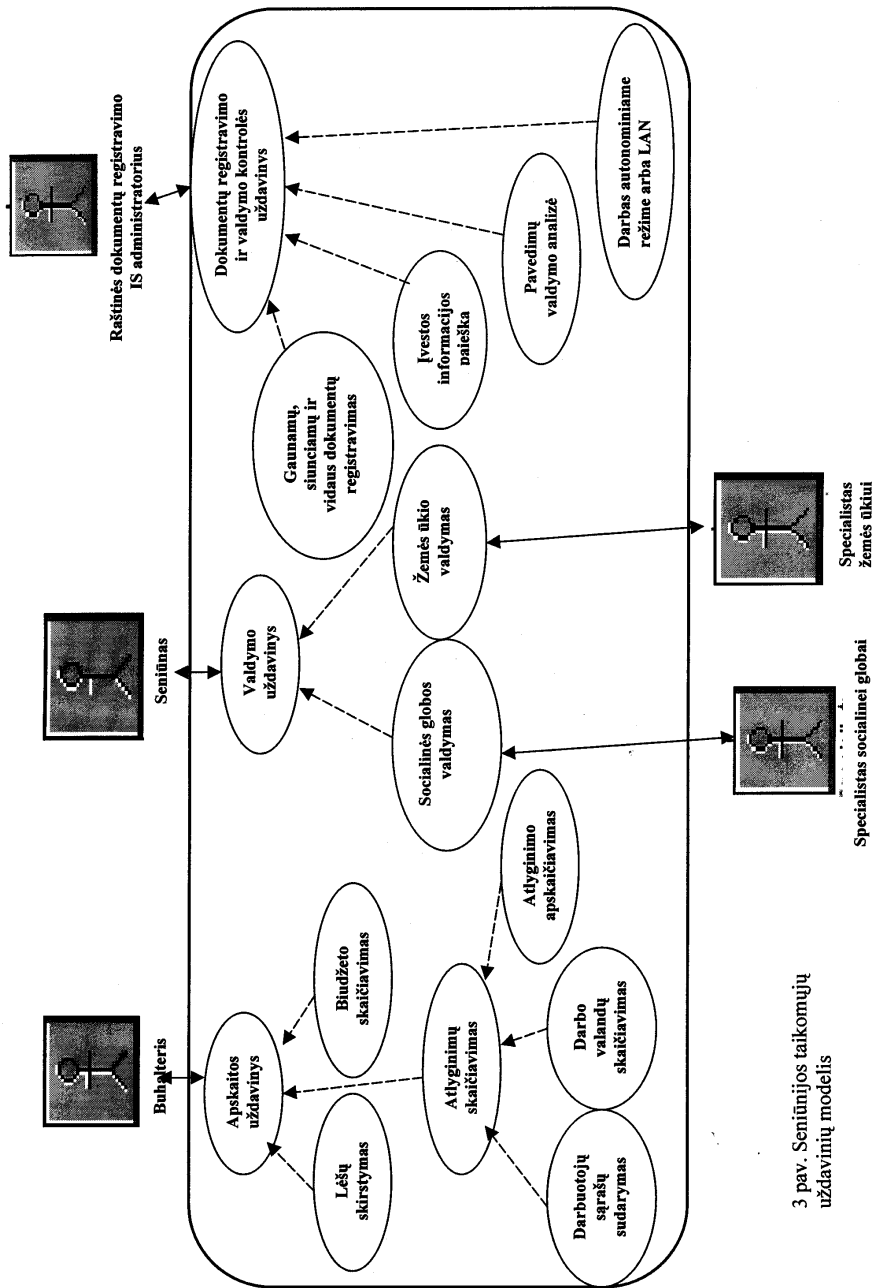 Buhalteris
Seniūnas
Raštinės dokumentų registravimo
IS administratorius
Apskaitos
uždavinys
Valdymo
uždavinys
Dokumentų registravimo
ir valdymo kontrolės
uždavinys
Lėšų
skirstymas
Biudžeto
skaičiavimas
Gaunamų,
siunciamų ir
vidaus dokumentų
registravimas
Atlyginimų
skaičiavimas
Socialinės globos
valdymas
Žemės ūkio
valdymas
Įvestos
informacijos
paieška
Atlyginimo
apskaičiavimas
Pavedimų
valdymo analizė
Darbuotojų
sąrašų
sudarymas
Darbo
valandų
skaičiavimas
Darbas autonominiame
režime arba LAN
Specialistas socialinei globai
Specialistas
žemės ūkiui
3 pav. Seniūnijos taikomųjų
uždavinių modelis